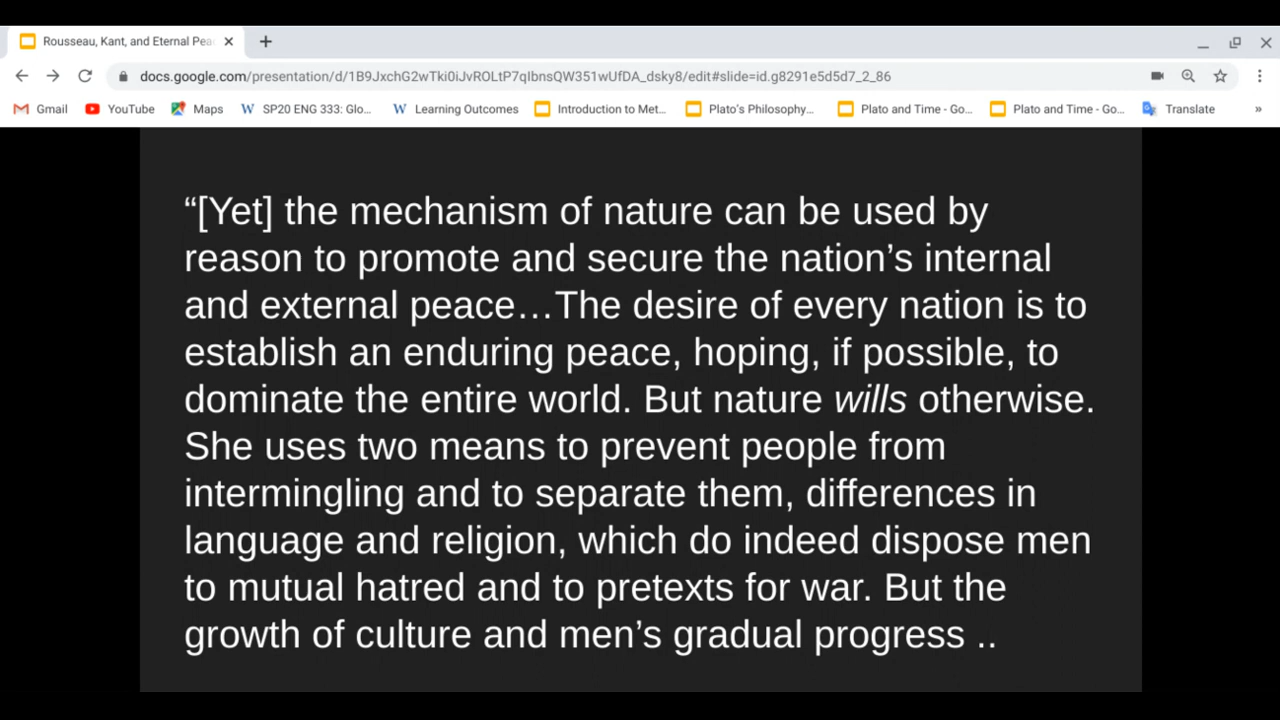 Rousseau, Kant, and Eternal Pea
docs.google.com/presentation/d/1B9JxchG2wTki0iJvROLtP7qIbnsQW351wUfDA_dsky8/edit#slide=id.g8291e5d5d7_2_86
Gmail YouTube Maps SP20 ENG 333: Glo... Learning Outcomes Introduction to Met... Plato's Philosophy... Plato and Time - Go... Plato and Time - Go... Translate »
“[Yet] the mechanism of nature can be used by
reason to promote and secure the nation’s internal
and external peace…The desire of every nation is to
establish an enduring peace, hoping, if possible, to
dominate the entire world. But nature wills otherwise.
She uses two means to prevent people from
intermingling and to separate them, differences in
language and religion, which do indeed dispose men
to mutual hatred and to pretexts for war. But the
growth of culture and men’s gradual progress ..